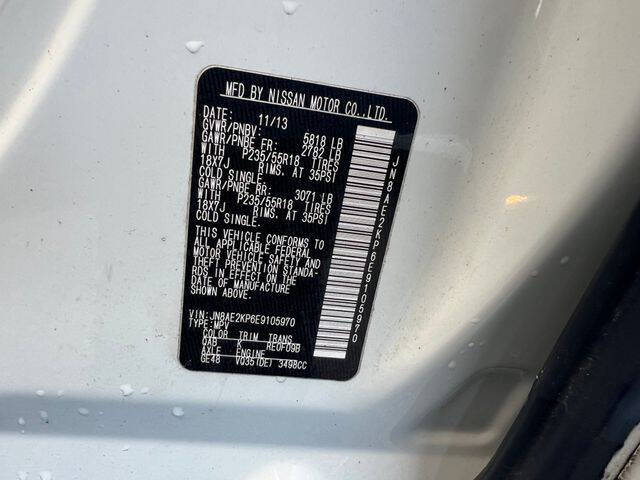 MFD BY NISSAN MOTOR CO.,LTD.
DATE: 11/13
GVWR/PNBV: 5818 LB
GAWR/PNBE FR: 2782 LB
WITH P235/55R18 TIRES
18X7J RIMS. AT 35PSI
COLD SINGLE.
GAWR/PNBE RR: 3071 LB
WITH P235/55R18 TIRES
18X7J RIMS. AT 35PSI
COLD SINGLE.
THIS VEHICLE CONFORMS TO
ALL APPLICABLE FEDERAL
MOTOR VEHICLE SAFETY AND
THEFT PREVENTION STANDA-
RDS IN EFFECT ON THE
DATE OF MANUFACTURE
SHOWN ABOVE.
VIN: JN8AE2KP6E9105970
TYPE: MPV
COLOR TRIM TRANS
QAB K RE0F09B
AXLE ENGINE
GE48 VQ35(DE) 3498CC
JN8AE2KP6E9105970